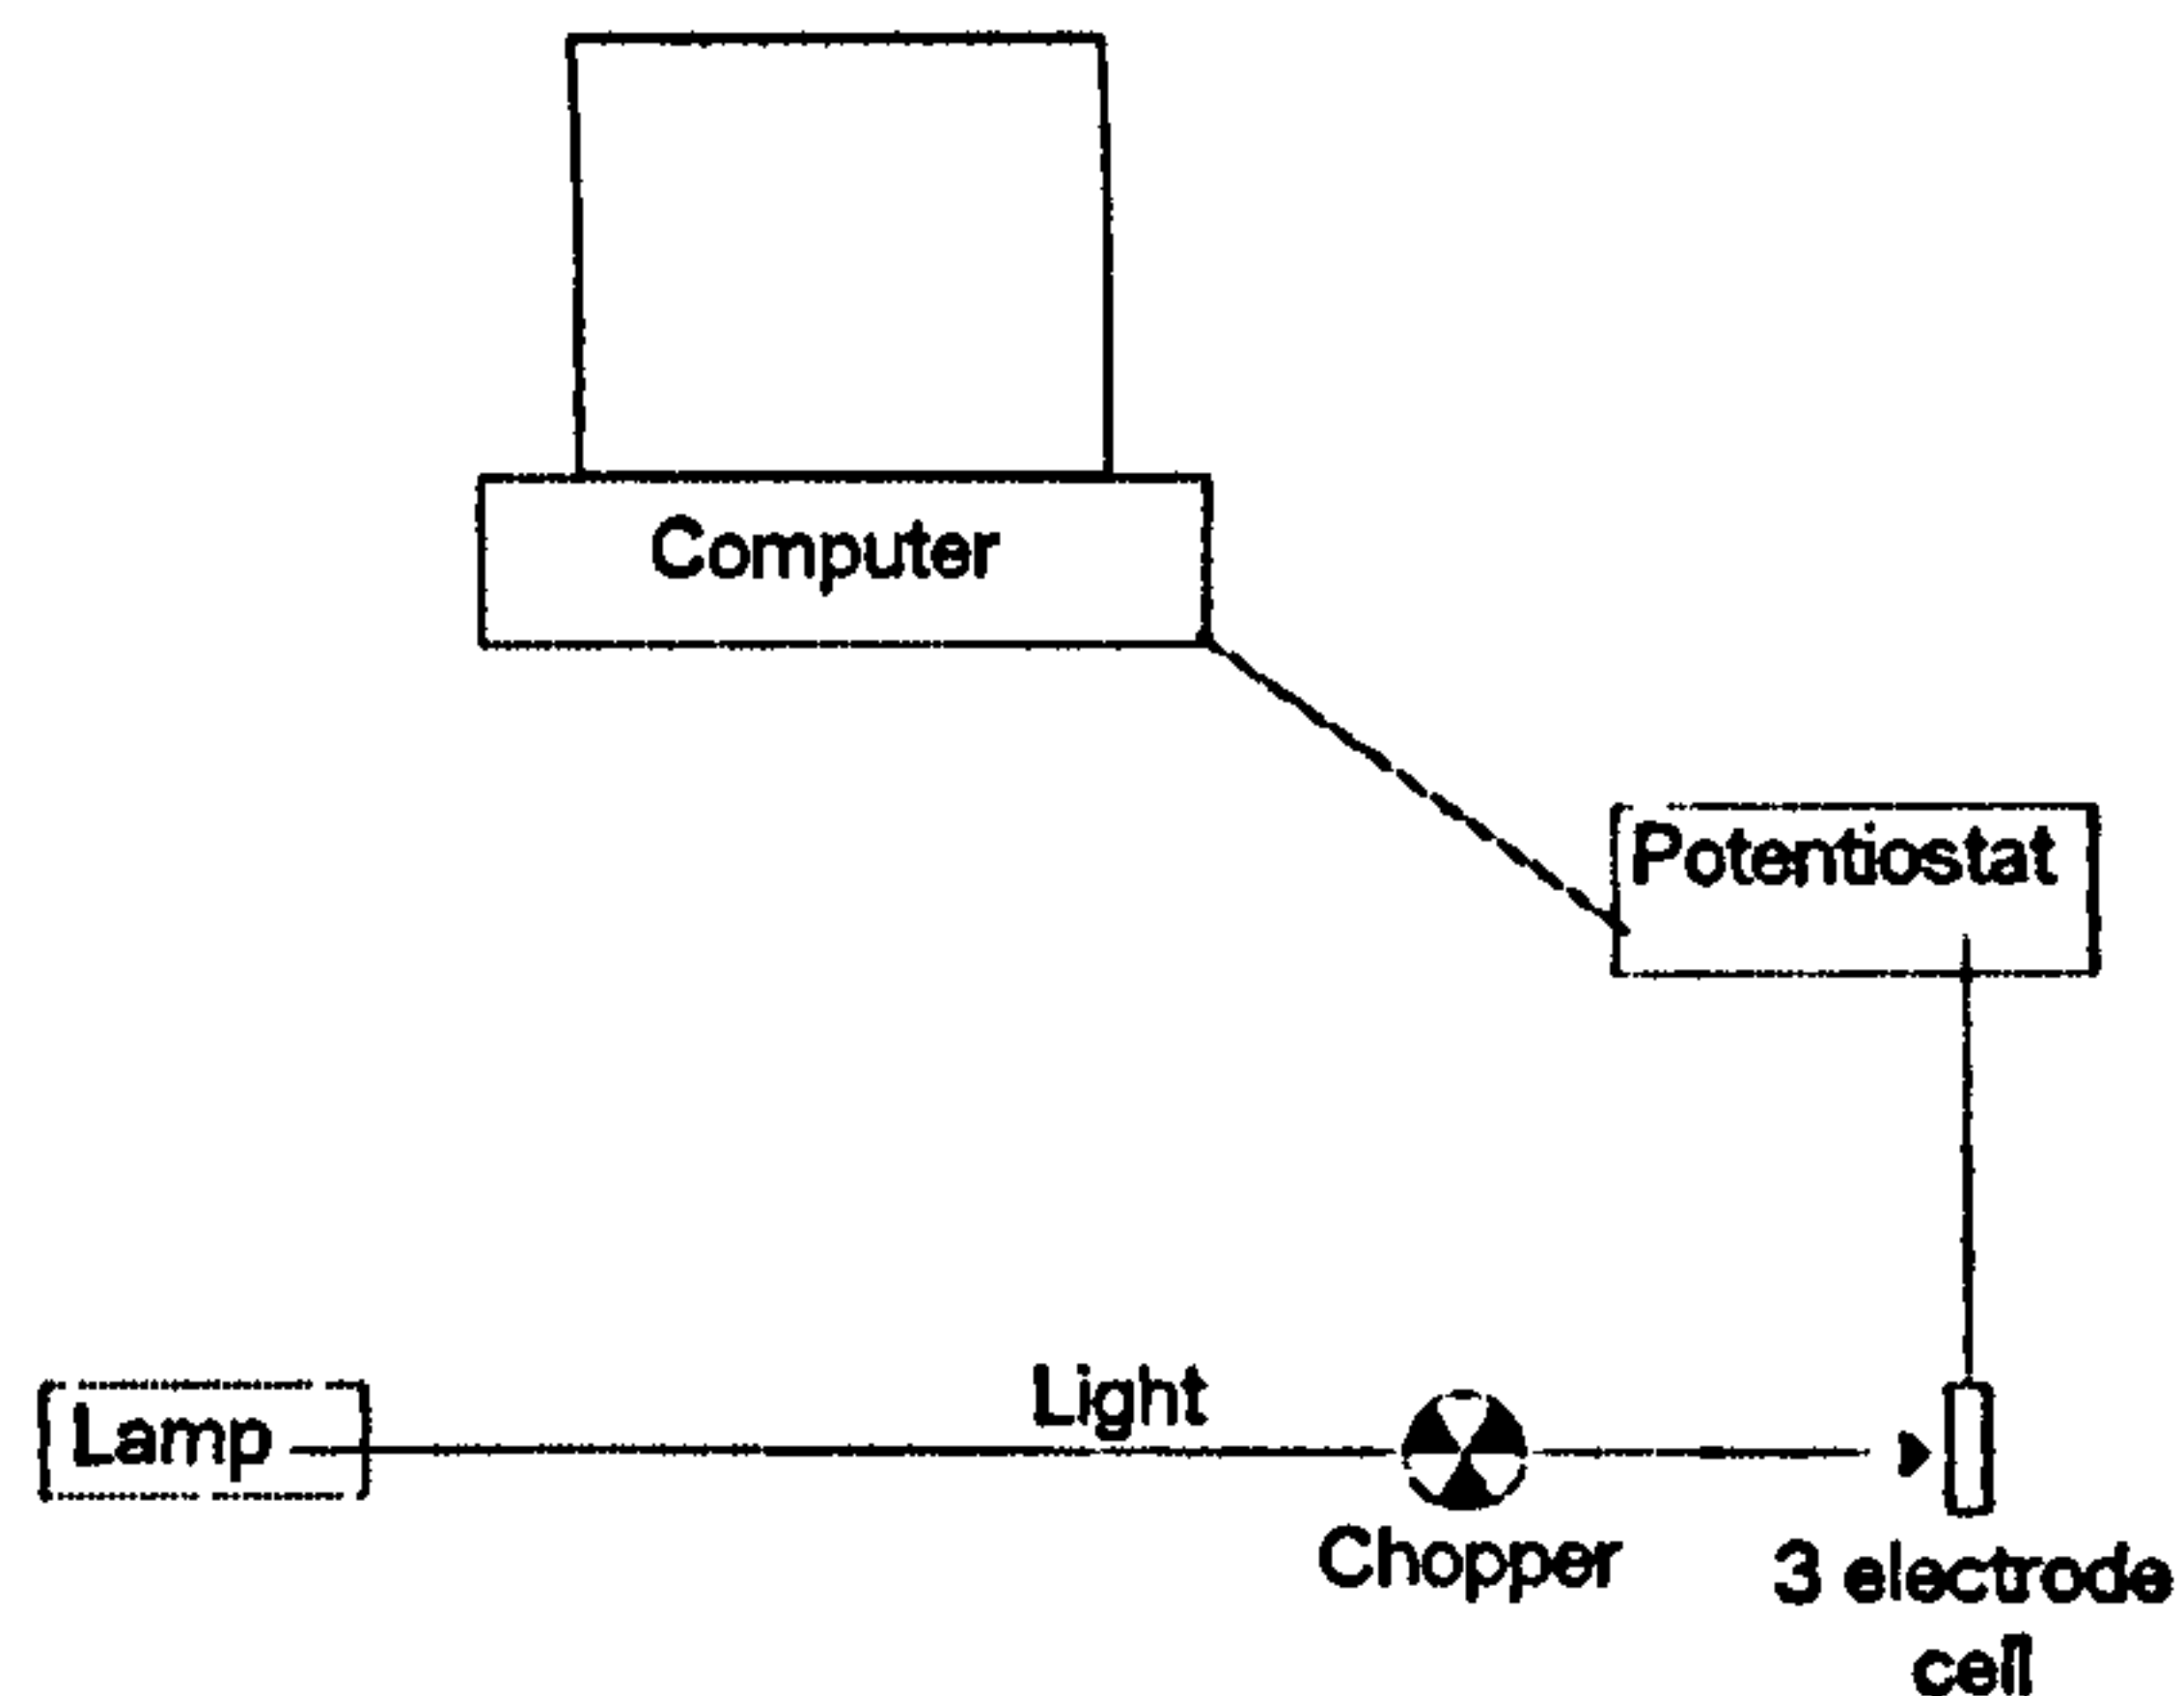 Computer
Potentiostat
Lamp
Light
Chopper
3 electrode
cell